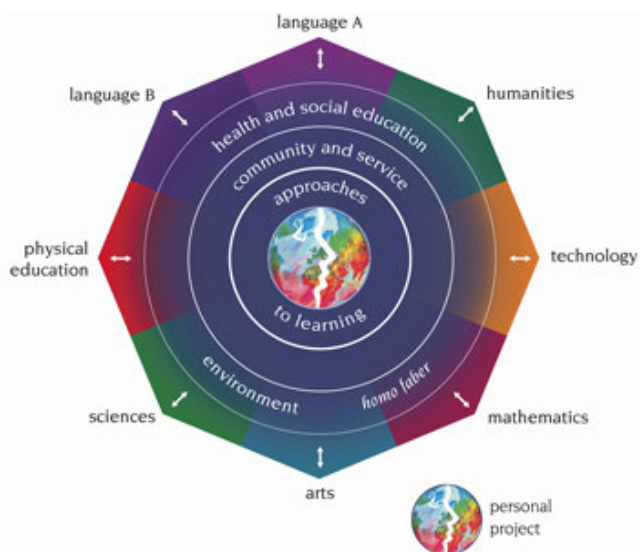 language A
language B
humanities
health and social education
community and service
approaches
physical
education
technology
to learning
environment
homo faber
sciences
mathematics
arts
personal
project